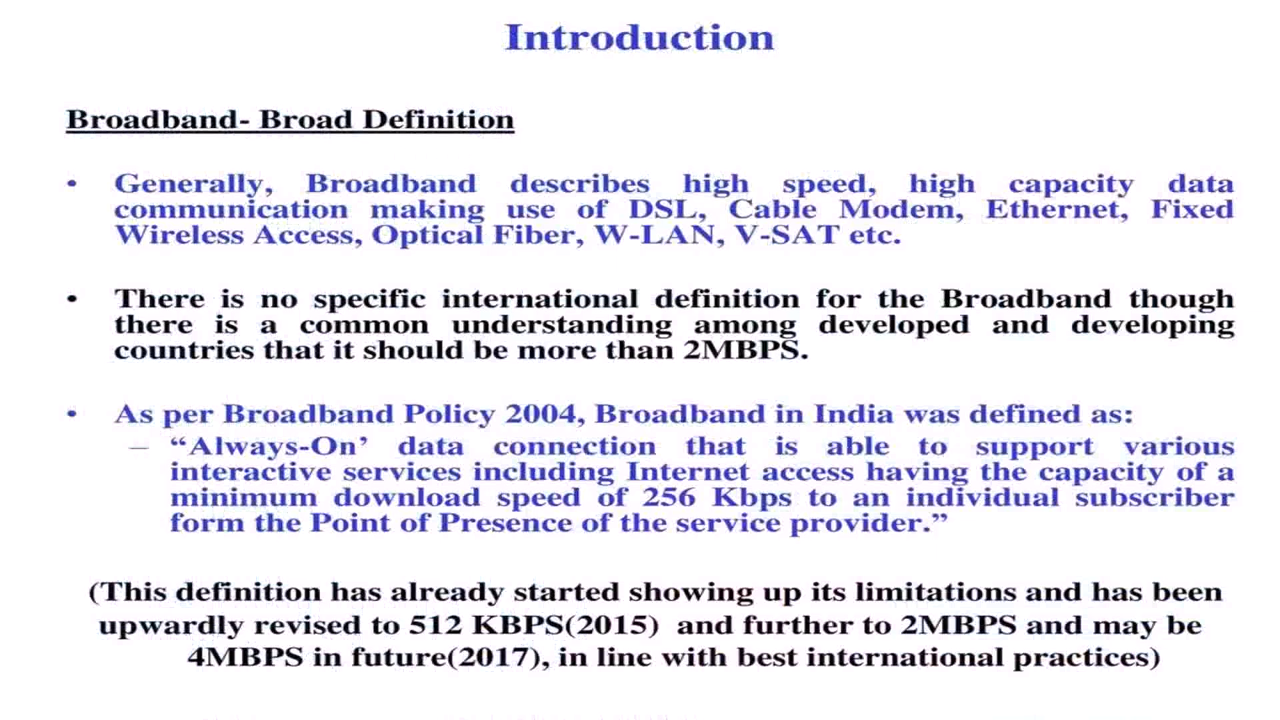 Introduction
Broadband- Broad Definition
• Generally, Broadband describes high speed, high capacity data
communication making use of DSL, Cable Modem, Ethernet, Fixed
Wireless Access, Optical Fiber, W-LAN, V-SAT etc.
• There is no specific international definition for the Broadband though
there is a common understanding among developed and developing
countries that it should be more than 2MBPS.
• As per Broadband Policy 2004, Broadband in India was defined as:
– “Always-On’ data connection that is able to support various
interactive services including Internet access having the capacity of a
minimum download speed of 256 Kbps to an individual subscriber
form the Point of Presence of the service provider.”
(This definition has already started showing up its limitations and has been
upwardly revised to 512 KBPS(2015) and further to 2MBPS and may be
4MBPS in future(2017), in line with best international practices)